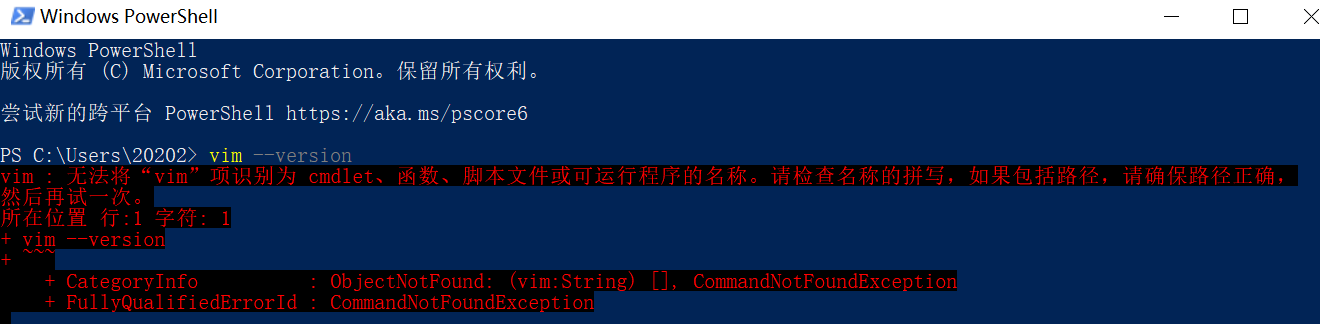 Windows PowerShell
Windows PowerShell
版权所有 (C) Microsoft Corporation。保留所有权利。
尝试新的跨平台 PowerShell https://aka.ms/pscore6
PS C:\Users\20202> vim --version
vim : 无法将“vim”项识别为 cmdlet、函数、脚本文件或可运行程序的名称。请检查名称的拼写，如果包括路径，请确保路径正确，
然后再试一次。
所在位置 行:1 字符: 1
+ vim --version
+ ~~~
    + CategoryInfo          : ObjectNotFound: (vim:String) [], CommandNotFoundException
    + FullyQualifiedErrorId : CommandNotFoundException